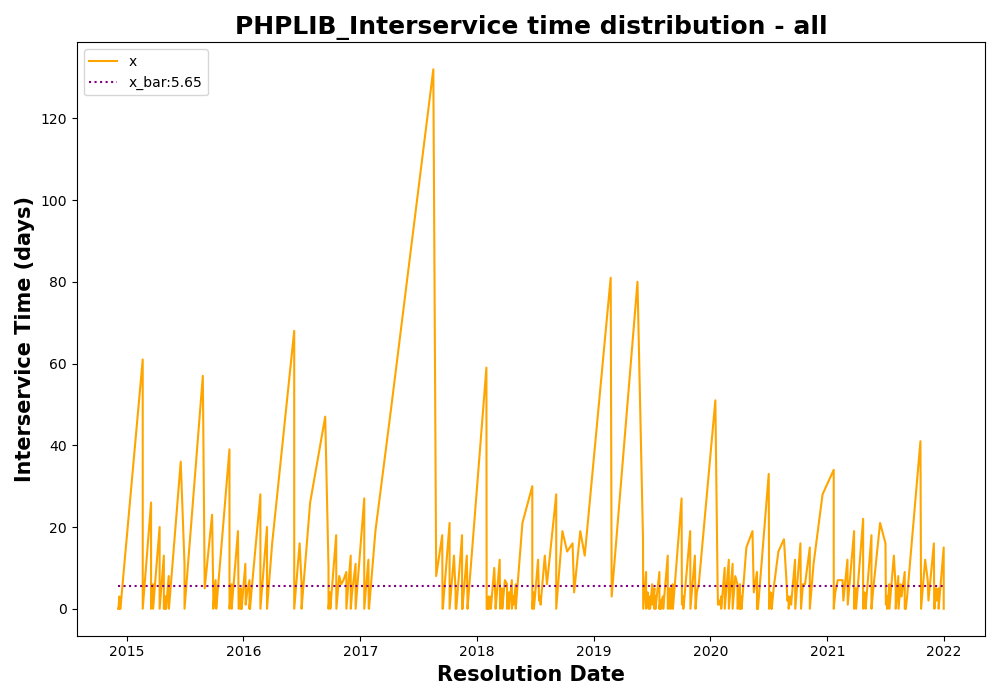 PHPLIB_Interservice time distribution - all
x
x_bar:5.65
Interservice Time (days)
120
100
80
60
40
20
0
2015 2016 2017 2018 2019 2020 2021 2022
Resolution Date